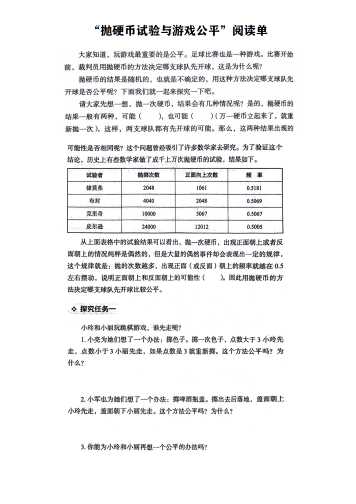 “抛硬币试验与游戏公平”阅读单
大家知道，玩游戏最重要的是公平。足球比赛也是一种游戏。比赛开始
前，裁判员用抛硬币的方法决定哪支球队先开球，这是为什么呢？
抛硬币的结果是随机的，也就是不确定的，用这种方法决定哪支球队先
开球是否公平呢？下面我们就一起来探究一下吧。
请大家先想一想，抛一次硬币，结果会有几种情况呢？是的，抛硬币的
结果一般有两种，可能（　　），也可能（　　）（万一硬币立起来了，就重
新抛一次）。这样，两支球队都有先开球的可能。那么，这两种结果出现的
可能性是否相同呢？这个问题曾经吸引了许多数学家去研究。为了验证这个
结论，历史上有些数学家做了成千上万次抛硬币的试验，结果如下。
试验者 抛掷次数 正面向上次数 频　率
棣莫弗 2048 1061 0.5181
布封 4040 2048 0.5069
克里奇 10000 5067 0.5067
皮尔逊 24000 12012 0.5005
从上面表格中的试验结果可以看出，抛一次硬币，出现正面朝上或者反
面朝上的情况纯粹是偶然的，但是大量的偶然事件却会表现出一定的规律，
这个规律就是：抛的次数越多，出现正面（或反面）朝上的频率就越在 0.5
左右摆动，说明正面朝上和反面朝上的可能性（　　）。因此用抛硬币的方
法决定哪支球队先开球比较公平。
探究任务一
小玲和小丽玩跳棋游戏，谁先走呢？
1. 小亮为她们想了一个办法：掷色子。掷一次色子，点数大于 3 小玲先
走，点数小于 3 小丽先走，如果点数是 3 就重新掷。这个方法公平吗？为
什么？
2. 小军也为她们想了一个办法：掷啤酒瓶盖。掷出去后落地，盖面朝上
小玲先走，盖面朝下小丽先走。这个方法公平吗？为什么？
3. 你能为小玲和小丽再想一个公平的办法吗？